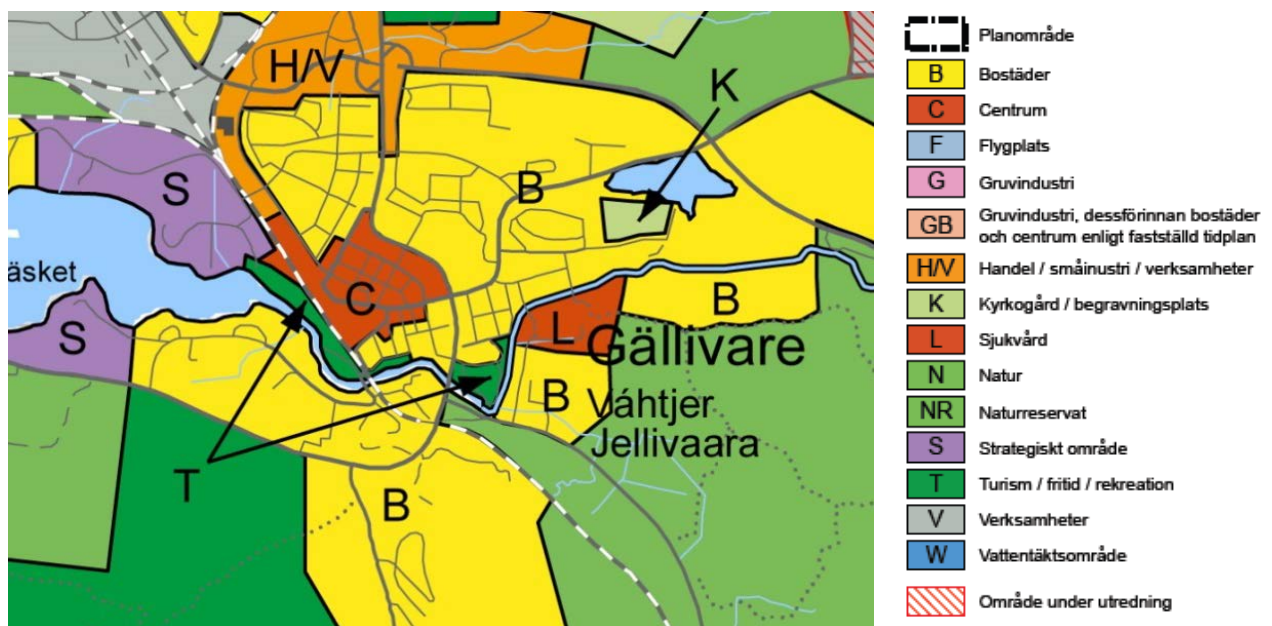 H/V
K
B
S
äsket
C
B
S
L
Gällivare
B
Váhtjer
Jellivaara
T
B
Planområde
B Bostäder
C Centrum
F Flygplats
G Gruvindustri
GB Gruvindustri, dessförinnan bostäder
och centrum enligt fastställd tidplan
H/V Handel / småinustri / verksamheter
K Kyrkogård / begravningsplats
L Sjukvård
N Natur
NR Naturreservat
S Strategiskt område
T Turism / fritid / rekreation
V Verksamheter
W Vattentäktsområde
Område under utredning